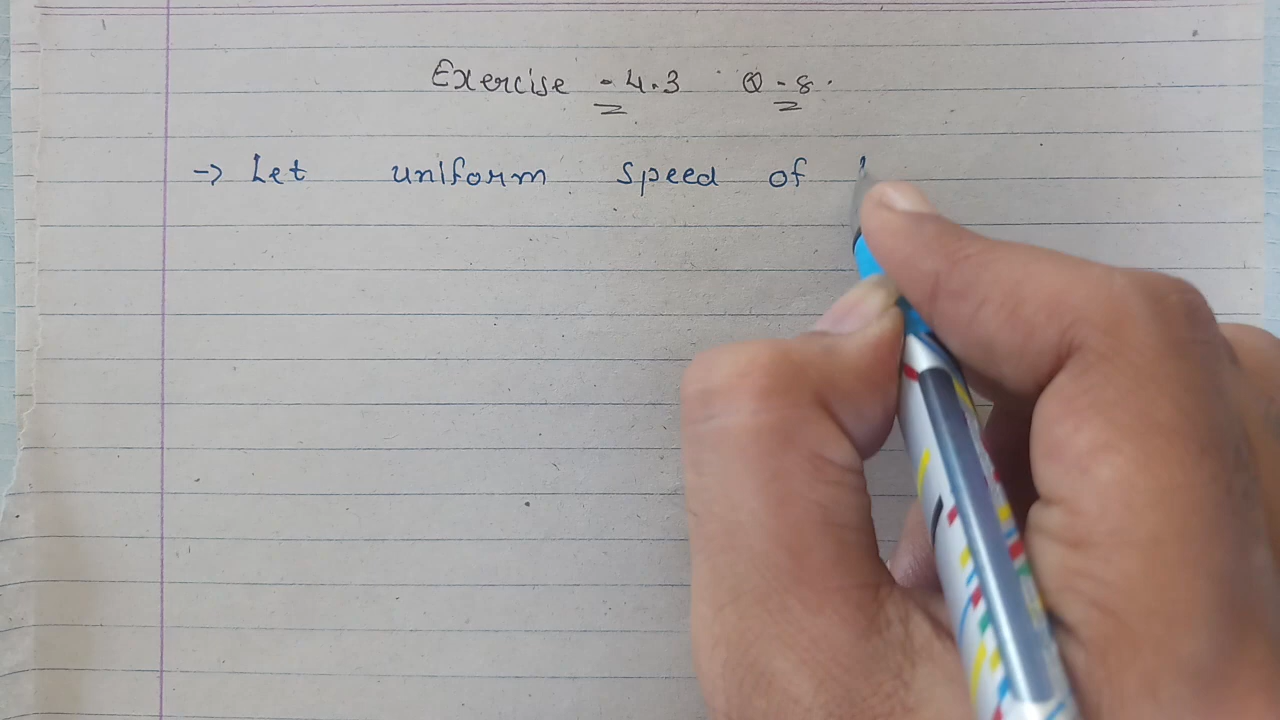 Exercise - 4.3 Q - 8.
→ Let uniform speed of